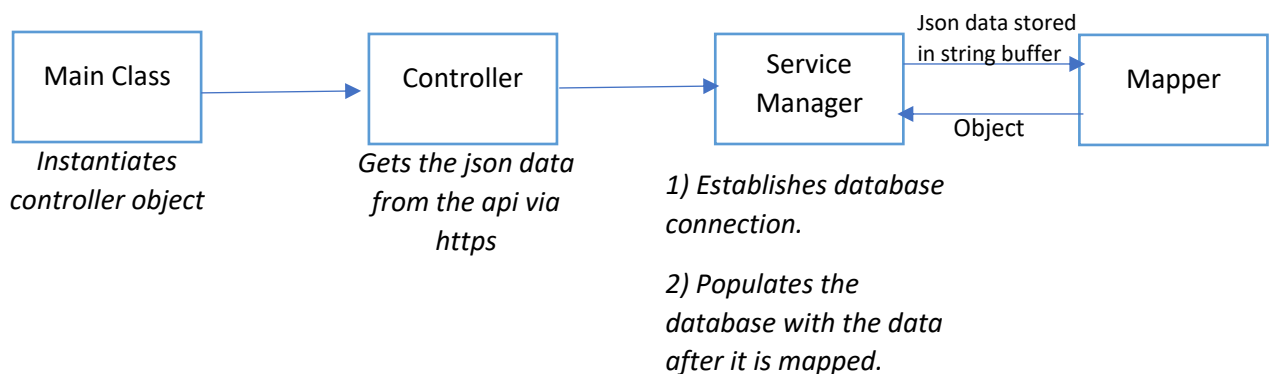 Main Class
Instantiates
controller object
Controller
Gets the json data
from the api via
https
Service
Manager
1) Establishes database
connection.
2) Populates the
database with the data
after it is mapped.
Json data stored
in string buffer
Object
Mapper